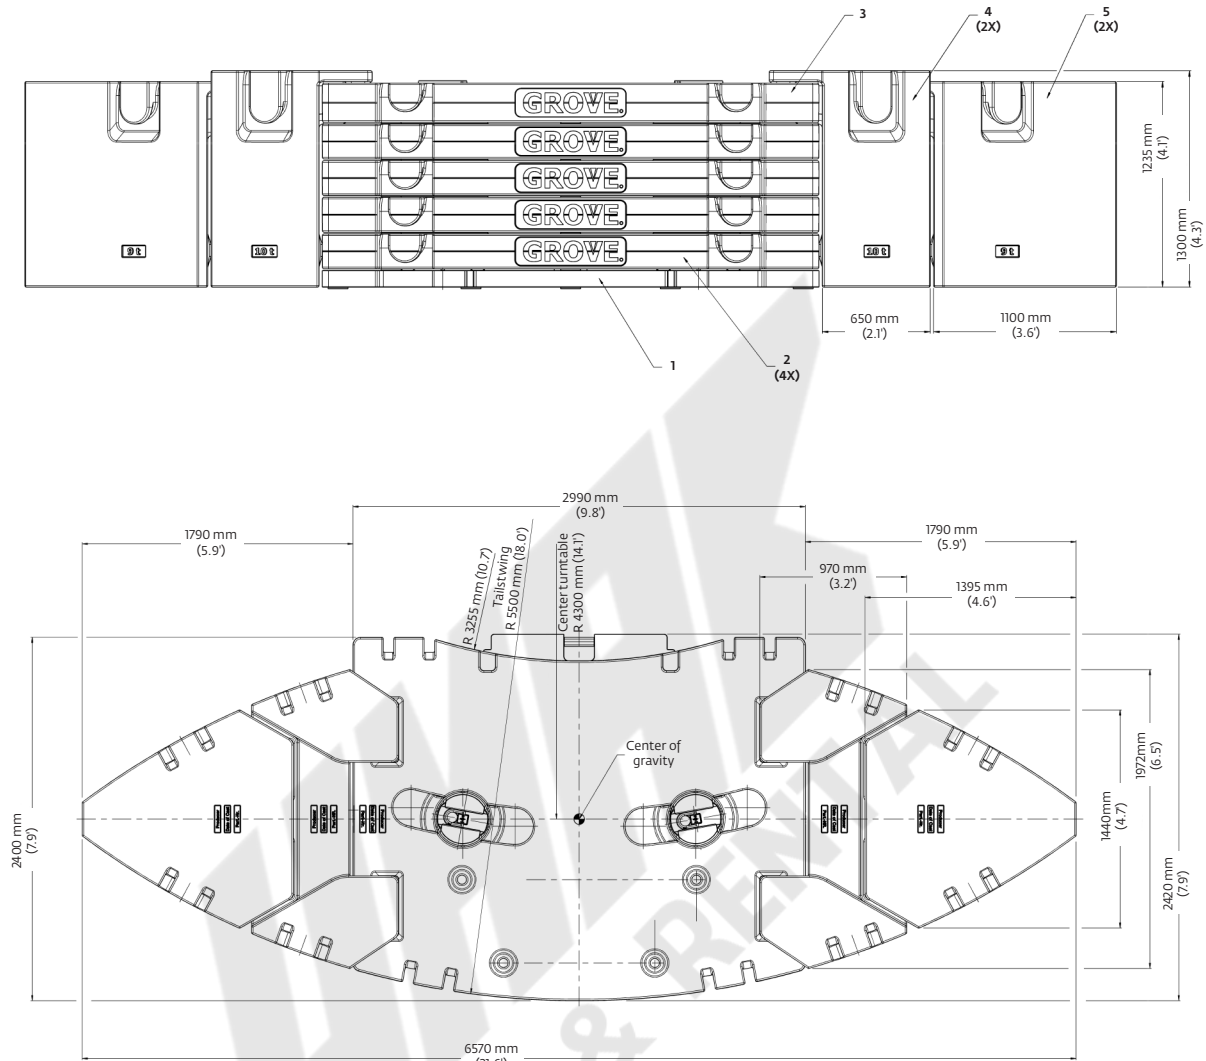 3
4
(2X)
5
(2X)
GROVE
GROVE
GROVE
GROVE
GROVE
9 t
10 t
10 t
9 t
1235 mm
(4.1')
1300 mm
(4.3')
650 mm
(2.1')
1100 mm
(3.6')
1
2
(4X)
2990 mm
(9.8')
1790 mm
(5.9')
1790 mm
(5.9')
970 mm
(3.2')
1395 mm
(4.6')
R 3255 mm (10.7')
Tailstwing
R 5500 mm (18.0')
Center turntable
R 4300 mm (14.1')
Center of
gravity
2400 mm
(7.9')
1972mm
(6.5')
1440mm
(4.7')
2420 mm
(7.9')
6570 mm
(21.6')
& RENTAL